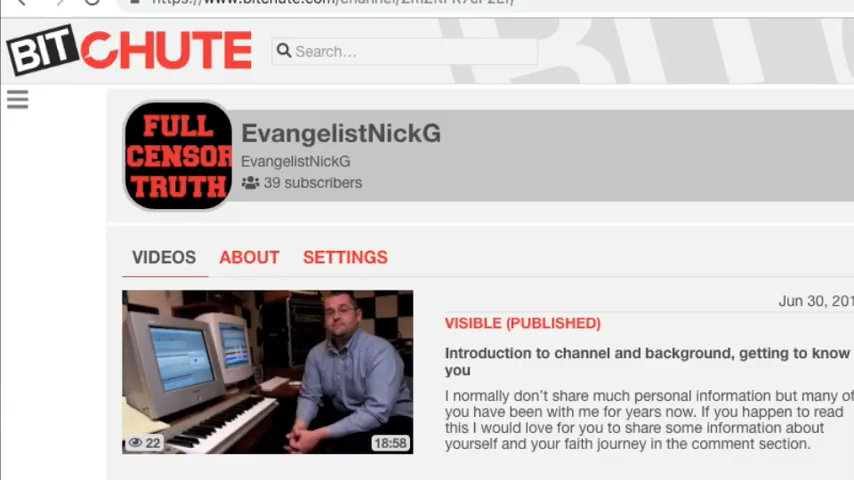 BITCHUTE
Search...
FULL
CENSOR
TRUTH
EvangelistNickG
EvangelistNickG
39 subscribers
VIDEOS ABOUT SETTINGS
22
18:58
Jun 30, 201
VISIBLE (PUBLISHED)
Introduction to channel and background, getting to know
you
I normally don't share much personal information but many of
you have been with me for years now. If you happen to read
this I would love for you to share some information about
yourself and your faith journey in the comment section.